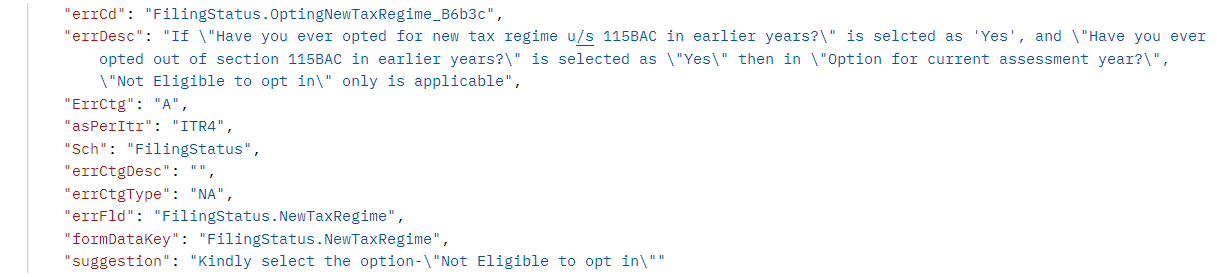 "errCd": "FilingStatus.OptingNewTaxRegime_B6b3c",
"errDesc": "If \"Have you ever opted for new tax regime u/s 115BAC in earlier years?\" is selcted as 'Yes', and \"Have you ever
opted out of section 115BAC in earlier years?\" is selected as \"Yes\" then in \"Option for current assessment year?\",
\"Not Eligible to opt in\" only is applicable",
"ErrCtg": "A",
"asPerItr": "ITR4",
"Sch": "FilingStatus",
"errCtgDesc": "",
"errCtgType": "NA",
"errFld": "FilingStatus.NewTaxRegime",
"formDataKey": "FilingStatus.NewTaxRegime",
"suggestion": "Kindly select the option-\"Not Eligible to opt in\""